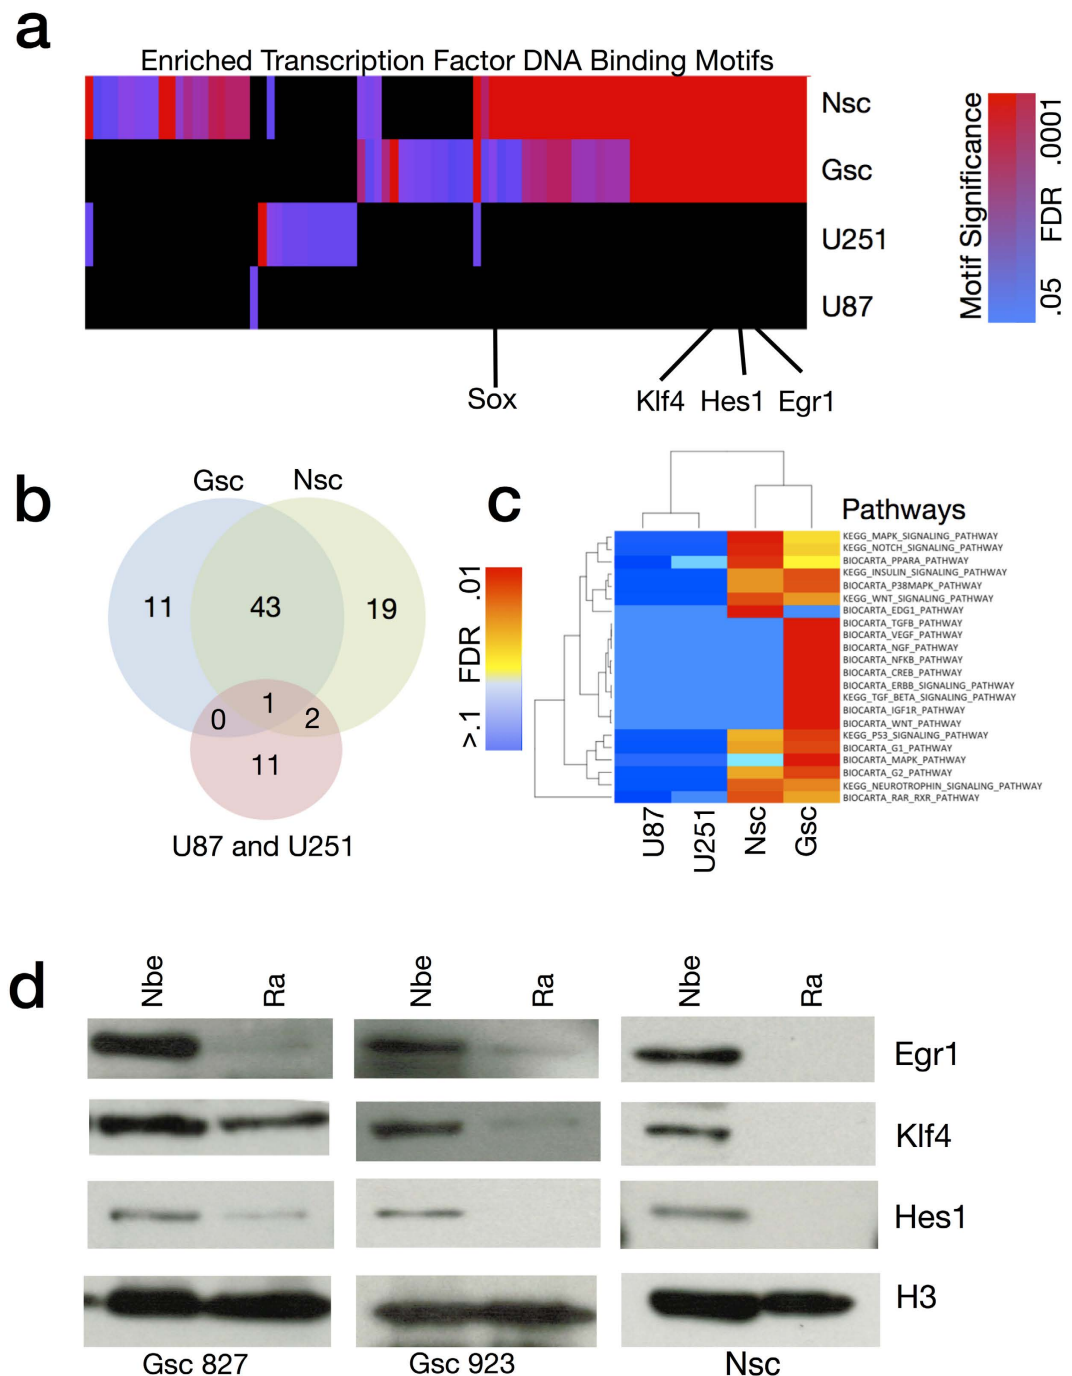 a
Enriched Transcription Factor DNA Binding Motifs
Nsc
Gsc
U251
U87
Motif Significance
.05 FDR .0001
Sox
Klf4 Hes1 Egr1
b
Gsc Nsc
11 43 19
0 1 2
11
U87 and U251
c
>.1 FDR .01
Pathways
KEGG_MAPK_SIGNALING_PATHWAY
KEGG_NOTCH_SIGNALING_PATHWAY
BIOCARTA_PPARA_PATHWAY
KEGG_INSULIN_SIGNALING_PATHWAY
BIOCARTA_P38MAPK_PATHWAY
KEGG_WNT_SIGNALING_PATHWAY
BIOCARTA_EDG1_PATHWAY
BIOCARTA_TGFB_PATHWAY
BIOCARTA_VEGF_PATHWAY
BIOCARTA_NGF_PATHWAY
BIOCARTA_NFKB_PATHWAY
BIOCARTA_CREB_PATHWAY
BIOCARTA_ERBB_SIGNALING_PATHWAY
KEGG_TGF_BETA_SIGNALING_PATHWAY
BIOCARTA_IGF1R_PATHWAY
BIOCARTA_WNT_PATHWAY
KEGG_P53_SIGNALING_PATHWAY
BIOCARTA_G1_PATHWAY
BIOCARTA_MAPK_PATHWAY
BIOCARTA_G2_PATHWAY
KEGG_NEUROTROPHIN_SIGNALING_PATHWAY
BIOCARTA_RAR_RXR_PATHWAY
U87 U251 Nsc Gsc
d
Nbe Ra Nbe Ra Nbe Ra
Egr1
Klf4
Hes1
H3
Gsc 827 Gsc 923 Nsc